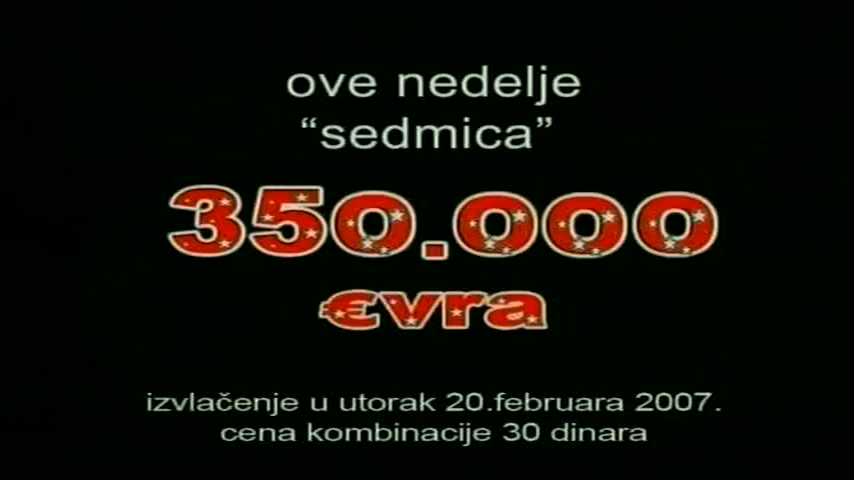 ove nedelje
“sedmica”
350.000
€vra
izvlačenje u utorak 20.februara 2007.
cena kombinacije 30 dinara